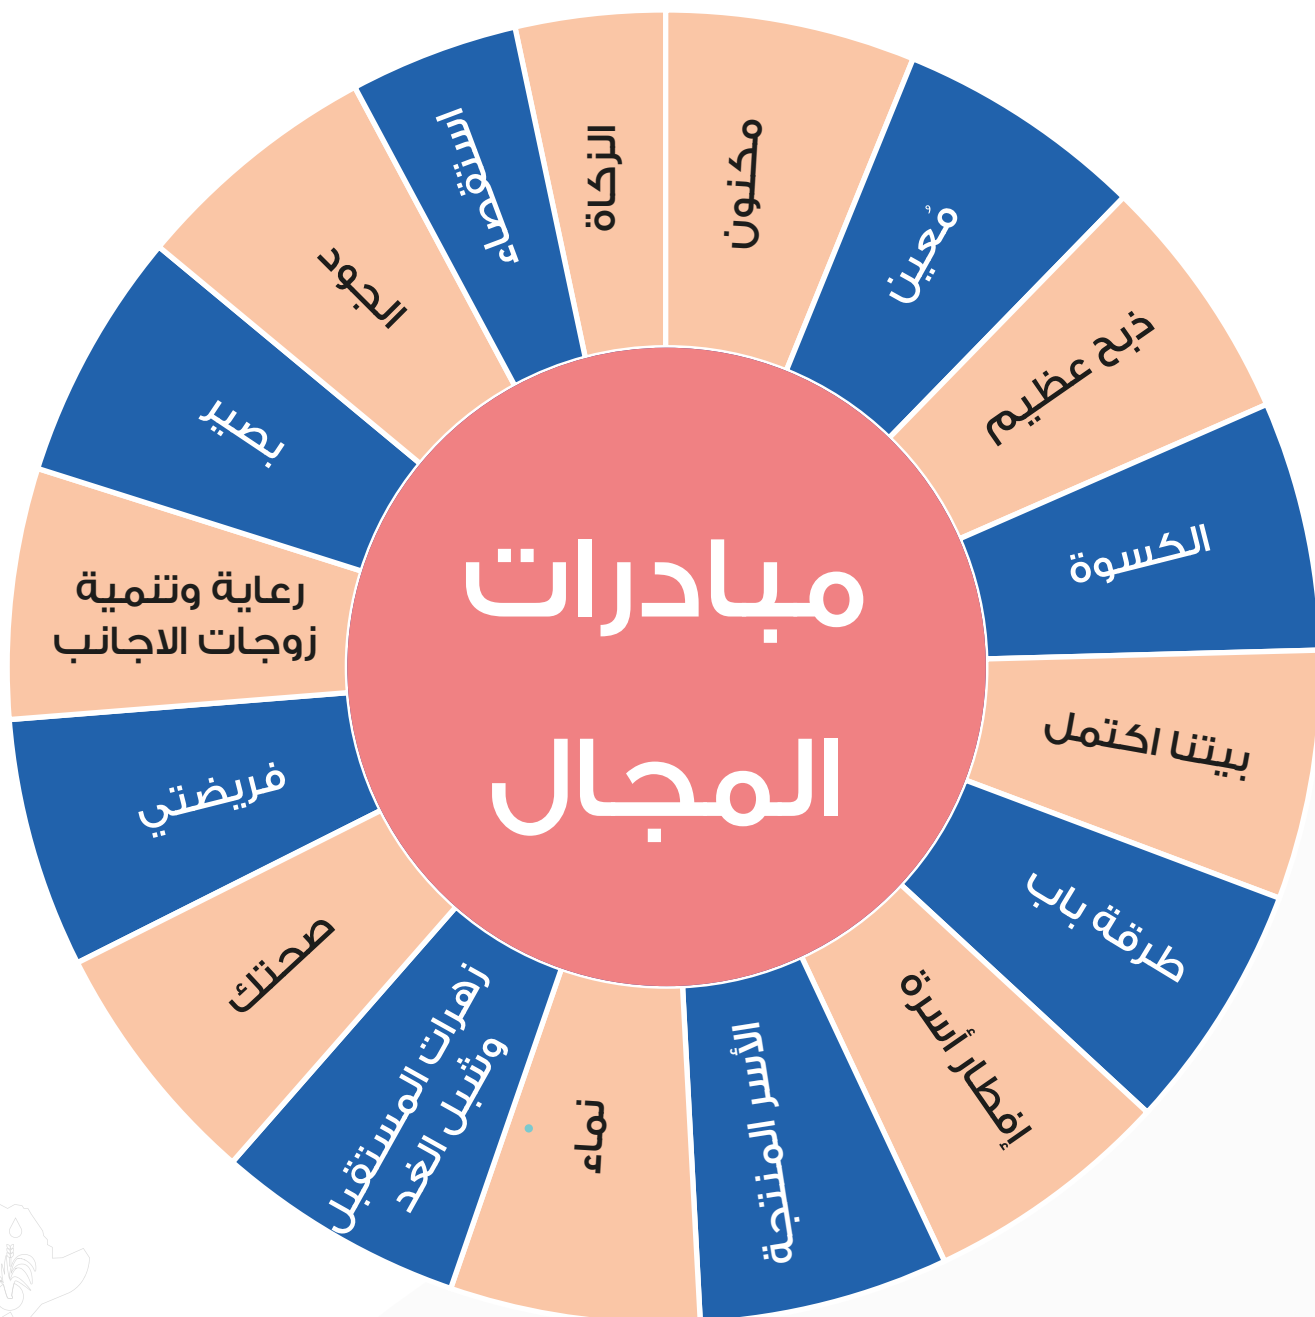 مبادرات
المجال
مكنون
مُعين
ذبح عظيم
الكسوة
بيتنا اكتمل
طرقة باب
إفطار أسرة
الأسر المنتجة
نماء
زهرات المستقبل
وشبل الغد
صحتك
فريضتي
رعاية وتنمية
زوجات الاجانب
بصير
الجود
الزكاة